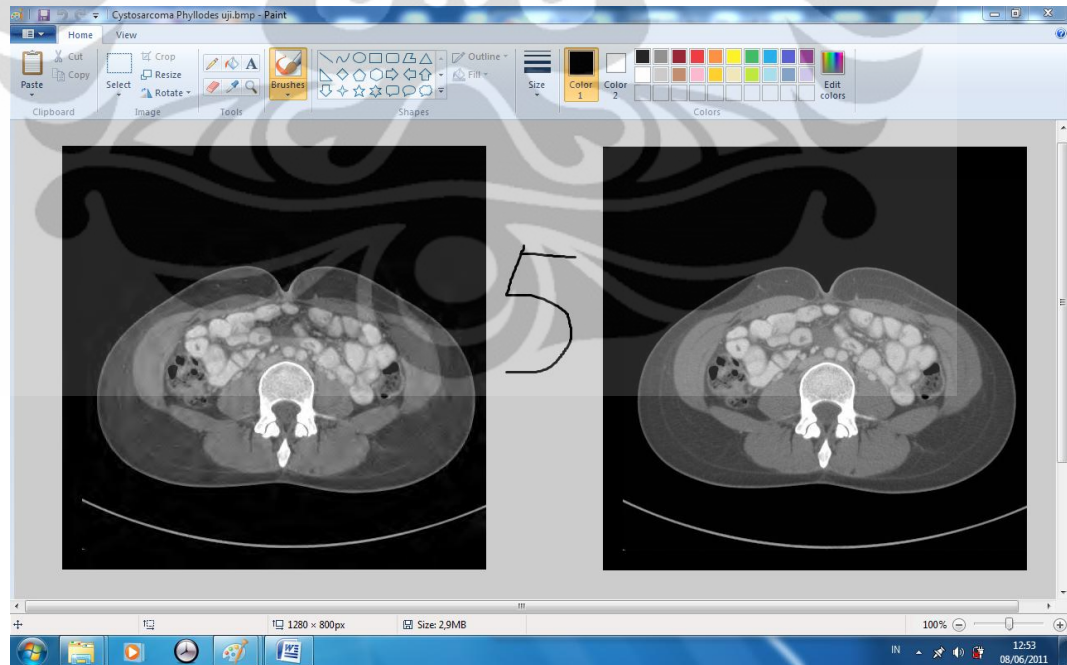 Cystosarcoma Phyllodes uji.bmp - Paint
Home View
Paste
Cut
Copy
Clipboard
Select
Crop
Resize
Rotate
Image
A
Tools
Brushes
Outline
Fill
Shapes
Size
Color 1
Color 2
Edit colors
Colors
5
1280 × 800px
Size: 2,9MB
100%
IN
12:53
08/06/2011